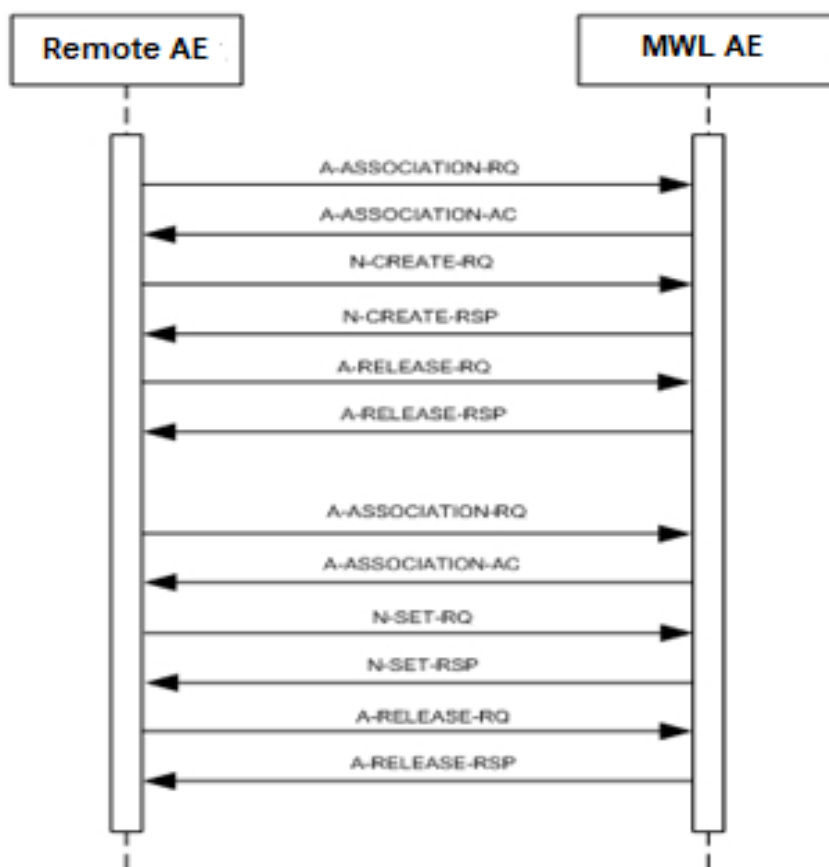 Remote AE
MWL AE
A-ASSOCIATION-RQ
A-ASSOCIATION-AC
N-CREATE-RQ
N-CREATE-RSP
A-RELEASE-RQ
A-RELEASE-RSP
A-ASSOCIATION-RQ
A-ASSOCIATION-AC
N-SET-RQ
N-SET-RSP
A-RELEASE-RQ
A-RELEASE-RSP